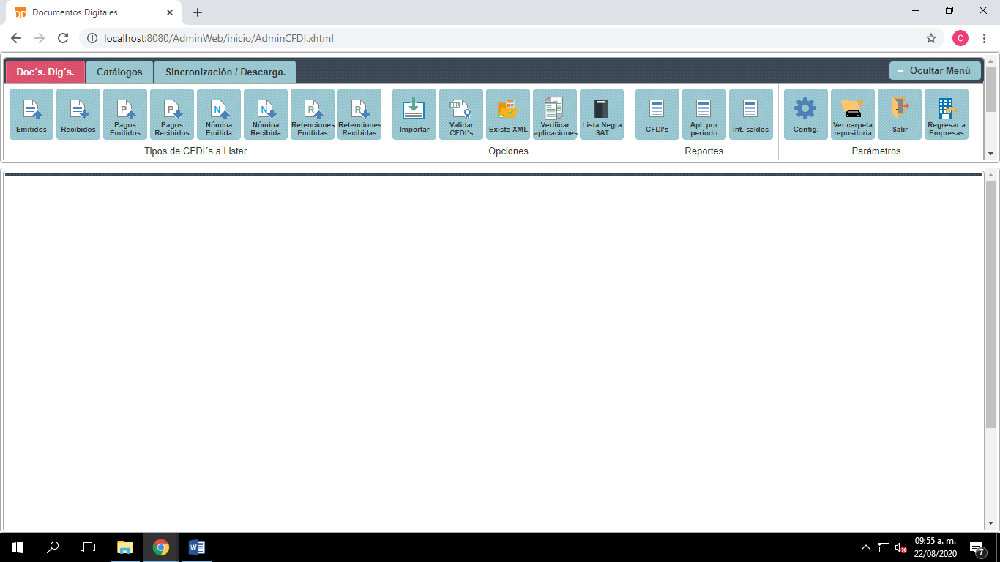 Documentos Digitales
localhost:8080/AdminWeb/inicio/AdminCFDI.xhtml
C
Doc´s. Dig´s.
Catálogos
Sincronización / Descarga.
Ocultar Menú
Emitidos
Recibidos
Pagos
Emitidos
Pagos
Recibidos
Nómina
Emitida
Nómina
Recibida
Retenciones
Emitidas
Retenciones
Recibidas
Importar
Validar
CFDI´s
Existe XML
Verificar
aplicaciones
Lista Negra
SAT
CFDI's
Apl. por
periodo
Int. saldos
Config.
Ver carpeta
repositoria
Salir
Regresar a
Empresas
Tipos de CFDI´s a Listar
Opciones
Reportes
Parámetros
09:55 a. m.
22/08/2020
7